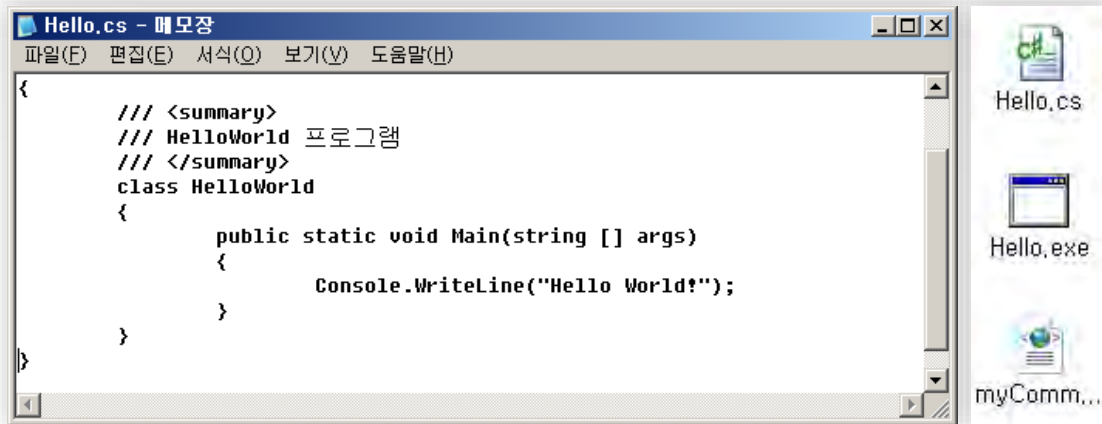 Hello.cs - 메모장
파일(F) 편집(E) 서식(O) 보기(V) 도움말(H)
{
/// <summary>
/// HelloWorld 프로그램
/// </summary>
class HelloWorld
{
public static void Main(string [] args)
{
Console.WriteLine("Hello World!");
}
}
}
C#
Hello.cs
Hello.exe
myComm...